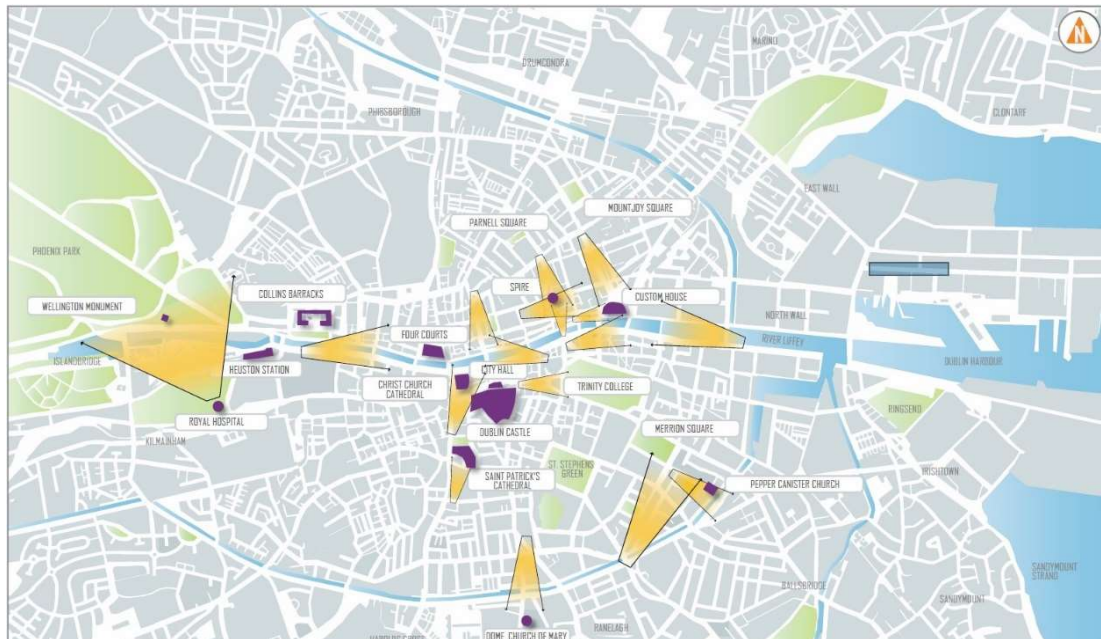 N
MARINO
DRUMCONDRA
PHIBSBOROUGH
CLONTARF
EAST WALL
MOUNTJOY SQUARE
PARNELL SQUARE
PHOENOI PARK
SPIRE
COLLINS BARRACKS
CUSTOM HOUSE
WELLINGTON MONUMENT
NORTH WALL
FOUR COURTS
RIVER LIFFEY
ISLANDBRIDGE
DUBLIN HARBOUR
HEUSTON STATION
CITY HALL
CHRIST CHURCH
CATHEDRAL
TRINITY COLLEGE
RINGSEND
ROYAL HOSPITAL
MERRION SQUARE
DUBLIN CASTLE
KILMAINHAM
ST. STEPHENS
GREEN
IRISHTOWN
SAINT PATRICK'S
CATHEDRAL
PEPPER CANISTER CHURCH
SANDYMOUNT
STRAND
BALLSBRIDGE
SANDYMOUNT
RANELAGH
HAROLDS CROSS
DOME, CHURCH OF MARY